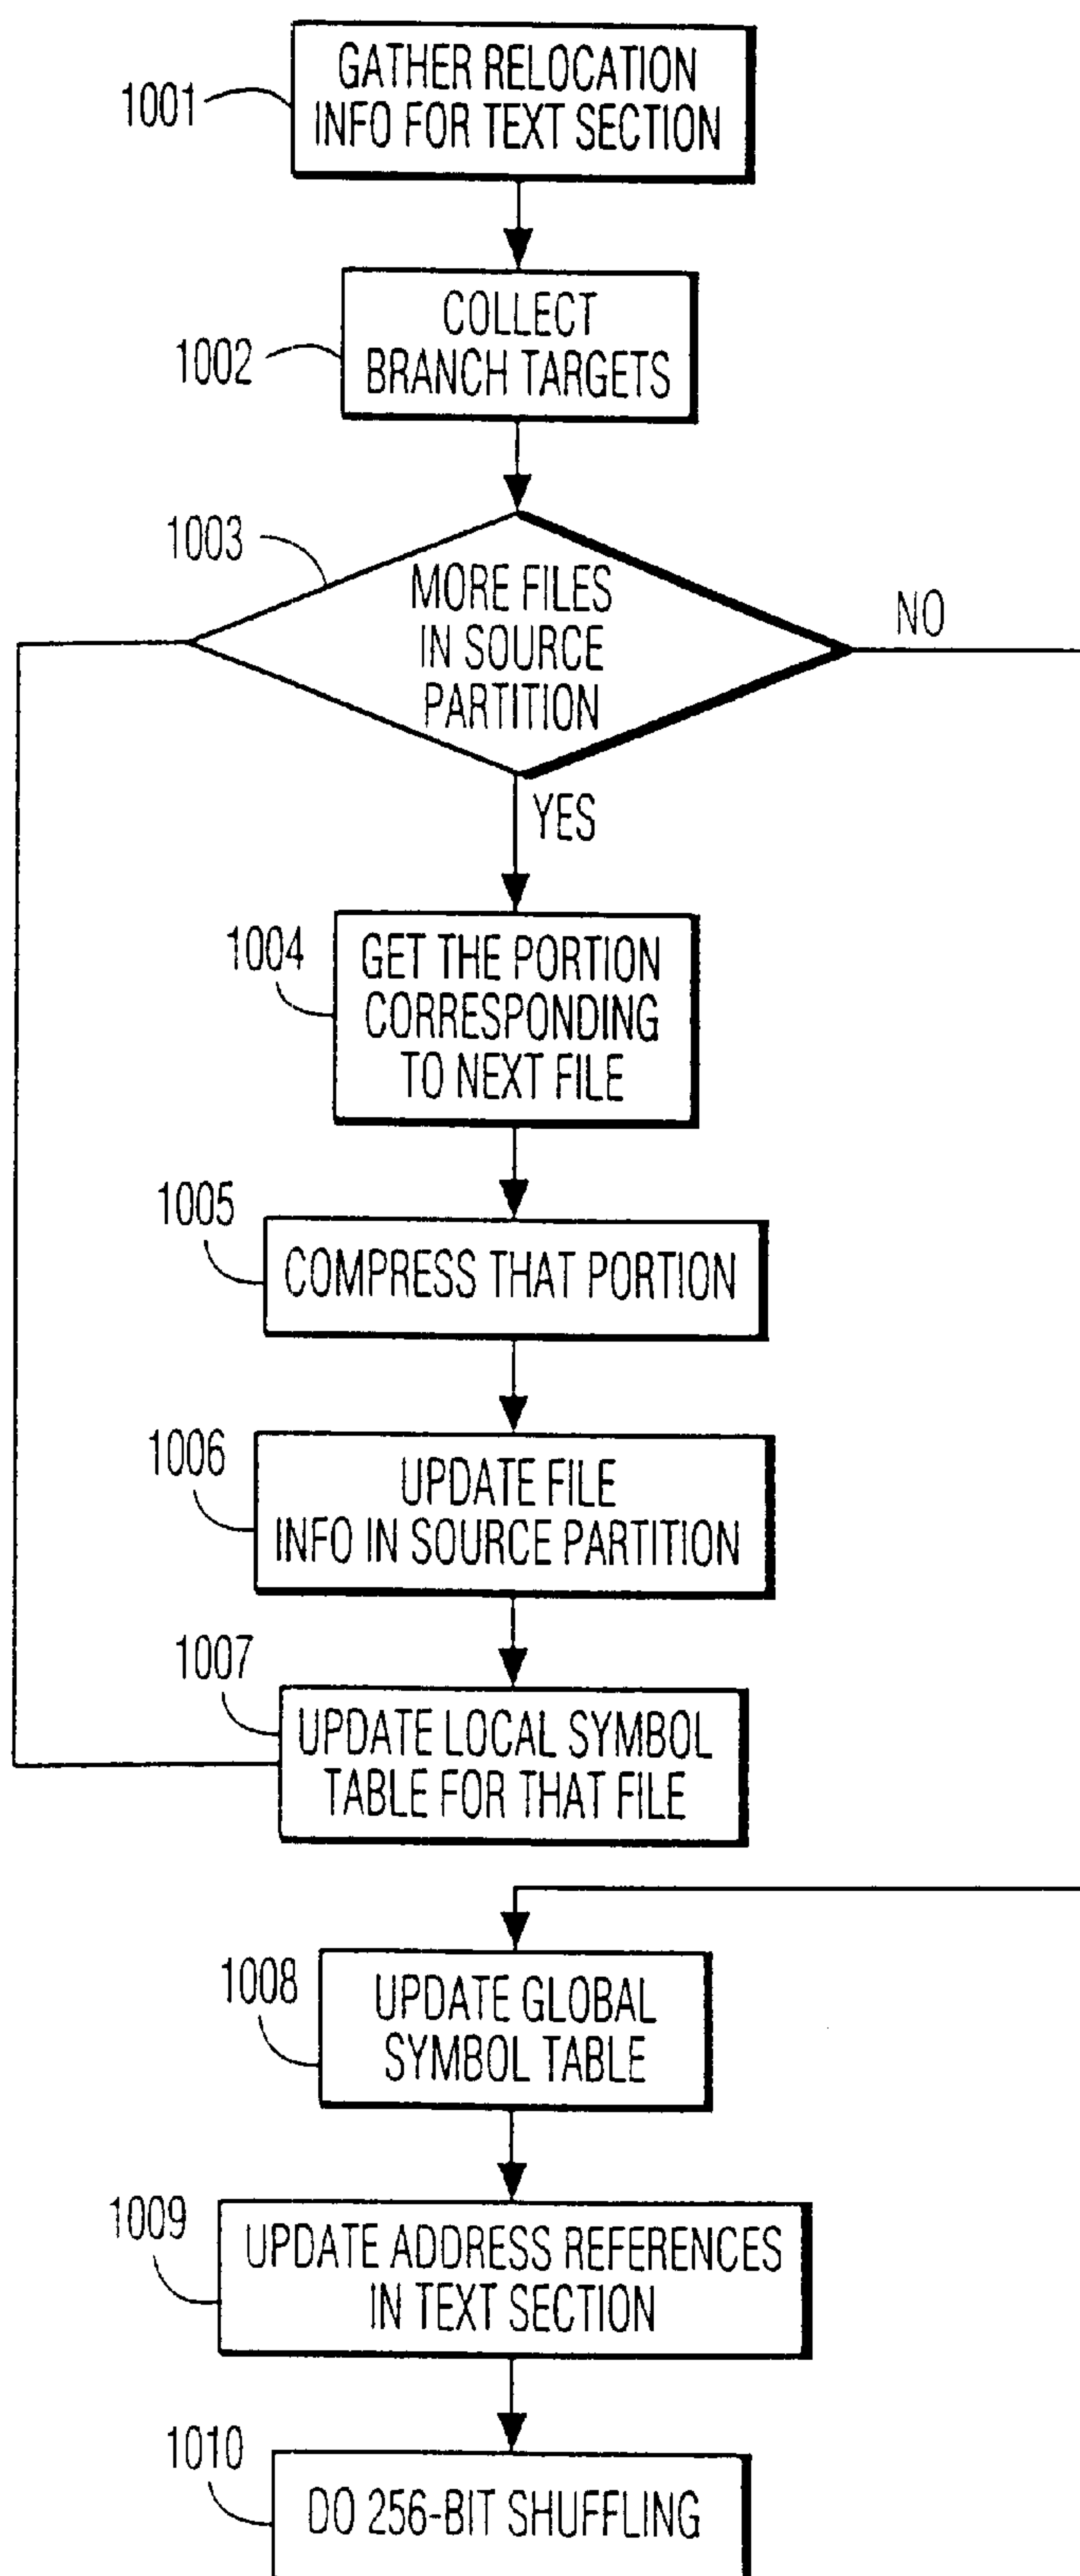 1001
GATHER RELOCATION
INFO FOR TEXT SECTION
1002
COLLECT
BRANCH TARGETS
1003
MORE FILES
IN SOURCE
PARTITION
NO
YES
1004
GET THE PORTION
CORRESPONDING
TO NEXT FILE
1005
COMPRESS THAT PORTION
1006
UPDATE FILE
INFO IN SOURCE PARTITION
1007
UPDATE LOCAL SYMBOL
TABLE FOR THAT FILE
1008
UPDATE GLOBAL
SYMBOL TABLE
1009
UPDATE ADDRESS REFERENCES
IN TEXT SECTION
1010
DO 256-BIT SHUFFLING